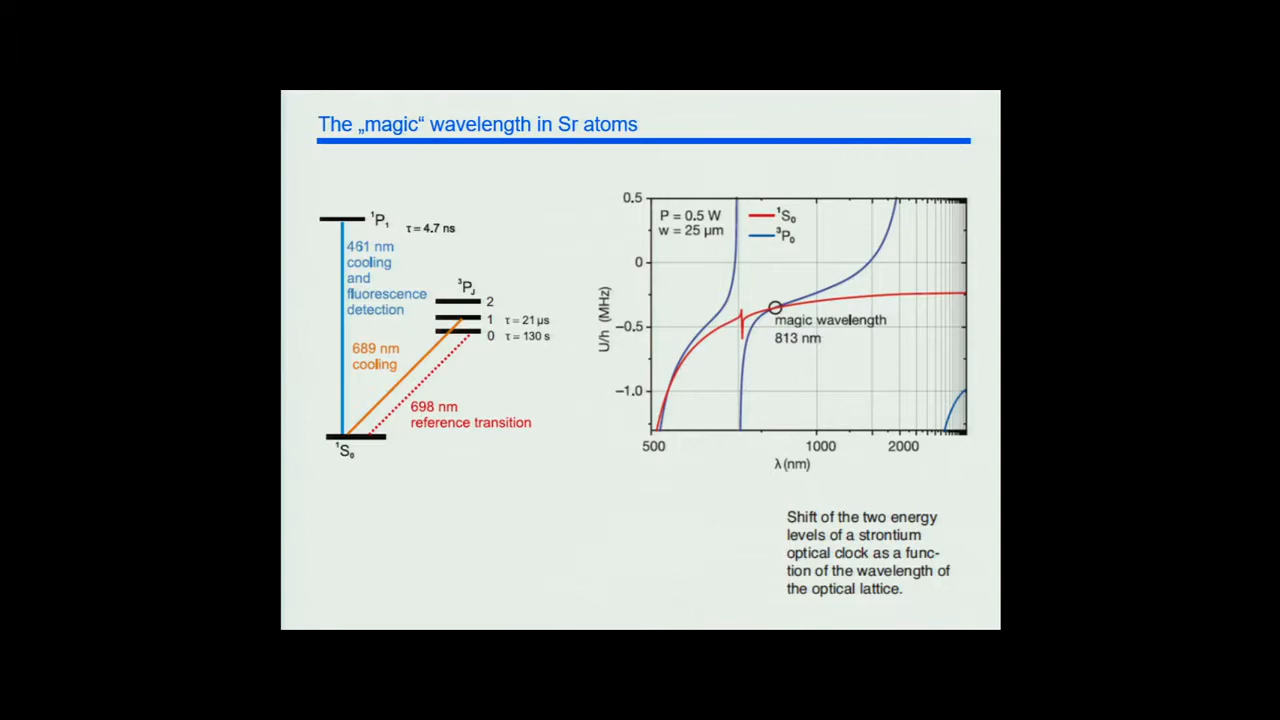 The „magic“ wavelength in Sr atoms
1P1
τ = 4.7 ns
461 nm
cooling
and
fluorescence
detection
3PJ
2
1 τ = 21 µs
0 τ = 130 s
689 nm
cooling
698 nm
reference transition
1S0
0.5
0
−0.5
−1.0
U/h (MHz)
P = 0.5 W
w = 25 µm
1S0
3P0
magic wavelength
813 nm
500
1000
2000
λ (nm)
Shift of the two energy
levels of a strontium
optical clock as a func-
tion of the wavelength of
the optical lattice.